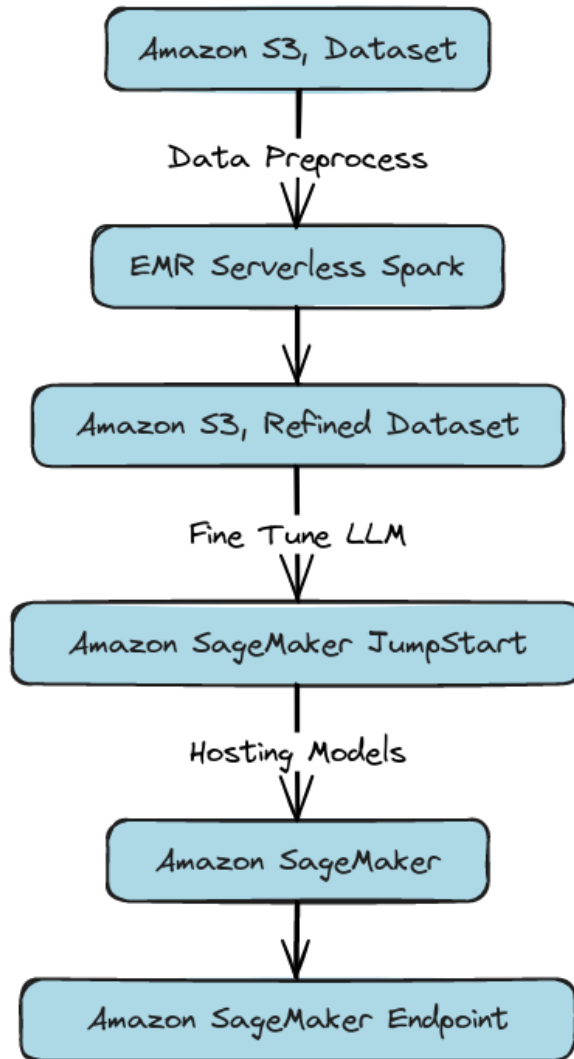 Amazon S3, Dataset
Data Preprocess
EMR Serverless Spark
Amazon S3, Refined Dataset
Fine Tune LLM
Amazon SageMaker JumpStart
Hosting Models
Amazon SageMaker
Amazon SageMaker Endpoint